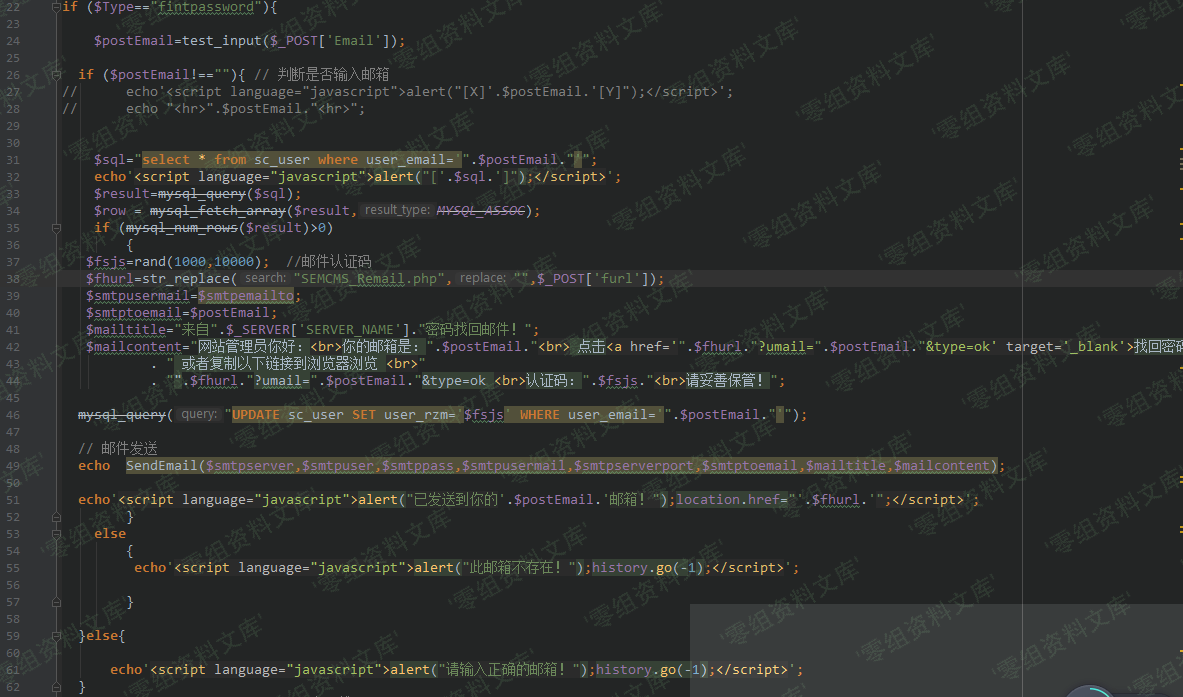 22 if ($Type=="fintpassword"){
23
24 $postEmail=test_input($_POST['Email']);
25
26 if ($postEmail!==""){ // 判断是否输入邮箱
27 // echo'<script language="javascript">alert("[X]'.$postEmail.'[Y]");</script>';
28 // echo "<hr>".$postEmail."<hr>";
29
30
31 $sql="select * from sc_user where user_email='".$postEmail."'";
32 echo'<script language="javascript">alert("['.$sql.']");</script>';
33 $result=mysql_query($sql);
34 $row = mysql_fetch_array($result, result_type: MYSQL_ASSOC);
35 if (mysql_num_rows($result)>0)
36 {
37 $fsjs=rand(1000,10000); //邮件认证码
38 $fhurl=str_replace( search: "SEMCMS_Remail.php", replace: "",$_POST['furl']);
39 $smtpusermail=$smtpemailto;
40 $smtptoemail=$postEmail;
41 $mailtitle="来自".$_SERVER['SERVER_NAME']."密码找回邮件！";
42 $mailcontent="网站管理员你好：<br>你的邮箱是：".$postEmail."<br> 点击<a href='".$fhurl."?umail=".$postEmail."&type=ok' target='_blank'>找回密码
43 . " 或者复制以下链接到浏览器浏览 <br>"
44 . "".$fhurl."?umail=".$postEmail."&type=ok <br>认证码：".$fsjs."<br>请妥善保管！";
45
46 mysql_query( query: "UPDATE sc_user SET user_rzm='$fsjs' WHERE user_email='".$postEmail."'");
47
48 // 邮件发送
49 echo SendEmail($smtpserver,$smtpuser,$smtppass,$smtpusermail,$smtpserverport,$smtptoemail,$mailtitle,$mailcontent);
50
51 echo'<script language="javascript">alert("已发送到你的'.$postEmail.'邮箱！");location.href="'.$fhurl.'";</script>';
52 }
53 else
54 {
55 echo'<script language="javascript">alert("此邮箱不存在！");history.go(-1);</script>';
56
57 }
58
59 }else{
60
61 echo'<script language="javascript">alert("请输入正确的邮箱！");history.go(-1);</script>';
62 }
'零组资料文库'